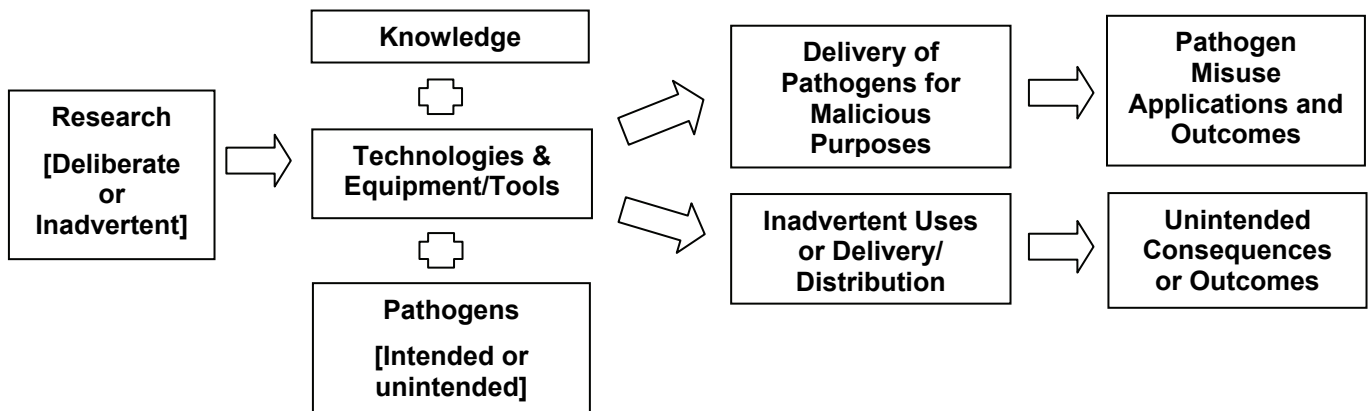 Research
[Deliberate
or
Inadvertent]
Knowledge
Technologies &
Equipment/Tools
Pathogens
[Intended or
unintended]
Delivery of
Pathogens for
Malicious
Purposes
Pathogen
Misuse
Applications and
Outcomes
Inadvertent Uses
or Delivery/
Distribution
Unintended
Consequences
or Outcomes